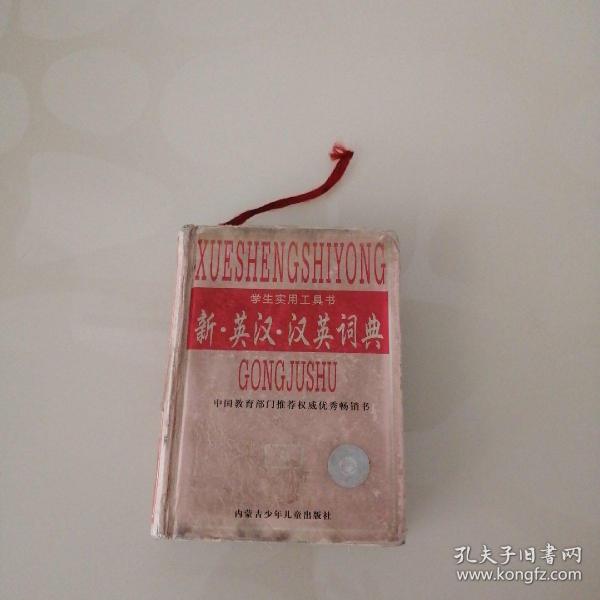 XUESHENGSHIYONG
学生实用工具书
新·英汉·汉英词典
GONGJUSHU
中国教育部门推荐权威优秀畅销书
内蒙古少年儿童出版社
孔夫子旧书网
www.kongfz.com